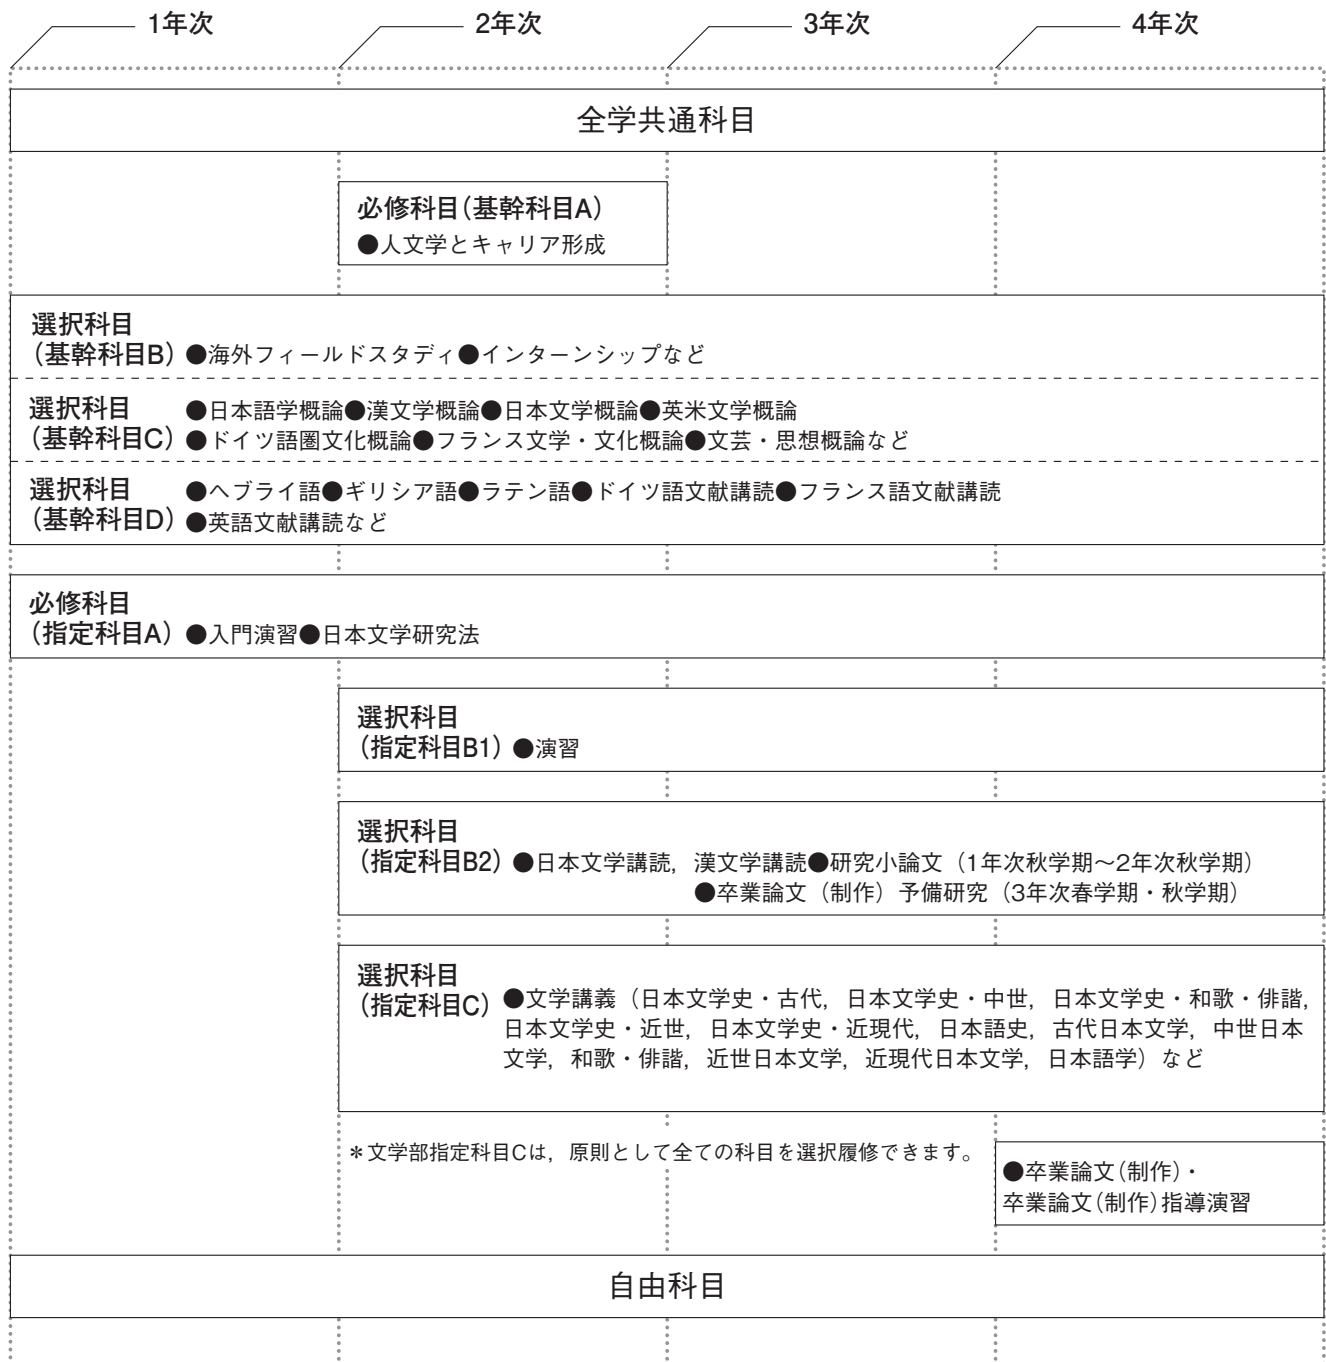 1年次 2年次 3年次 4年次
全学共通科目
必修科目(基幹科目A)
●人文学とキャリア形成
選択科目
(基幹科目B) ●海外フィールドスタディ●インターンシップなど
選択科目 ●日本語学概論●漢文学概論●日本文学概論●英米文学概論
(基幹科目C) ●ドイツ語圏文化概論●フランス文学・文化概論●文芸・思想概論など
選択科目 ●ヘブライ語●ギリシア語●ラテン語●ドイツ語文献講読●フランス語文献講読
(基幹科目D) ●英語文献講読など
必修科目
(指定科目A) ●入門演習●日本文学研究法
選択科目
(指定科目B1) ●演習
選択科目
(指定科目B2) ●日本文学講読，漢文学講読●研究小論文（1年次秋学期～2年次秋学期）
●卒業論文（制作）予備研究（3年次春学期・秋学期）
選択科目
(指定科目C) ●文学講義（日本文学史・古代，日本文学史・中世，日本文学史・和歌・俳諧，
日本文学史・近世，日本文学史・近現代，日本語史，古代日本文学，中世日本
文学，和歌・俳諧，近世日本文学，近現代日本文学，日本語学）など
＊文学部指定科目Cは，原則として全ての科目を選択履修できます。
●卒業論文(制作)・
卒業論文(制作)指導演習
自由科目